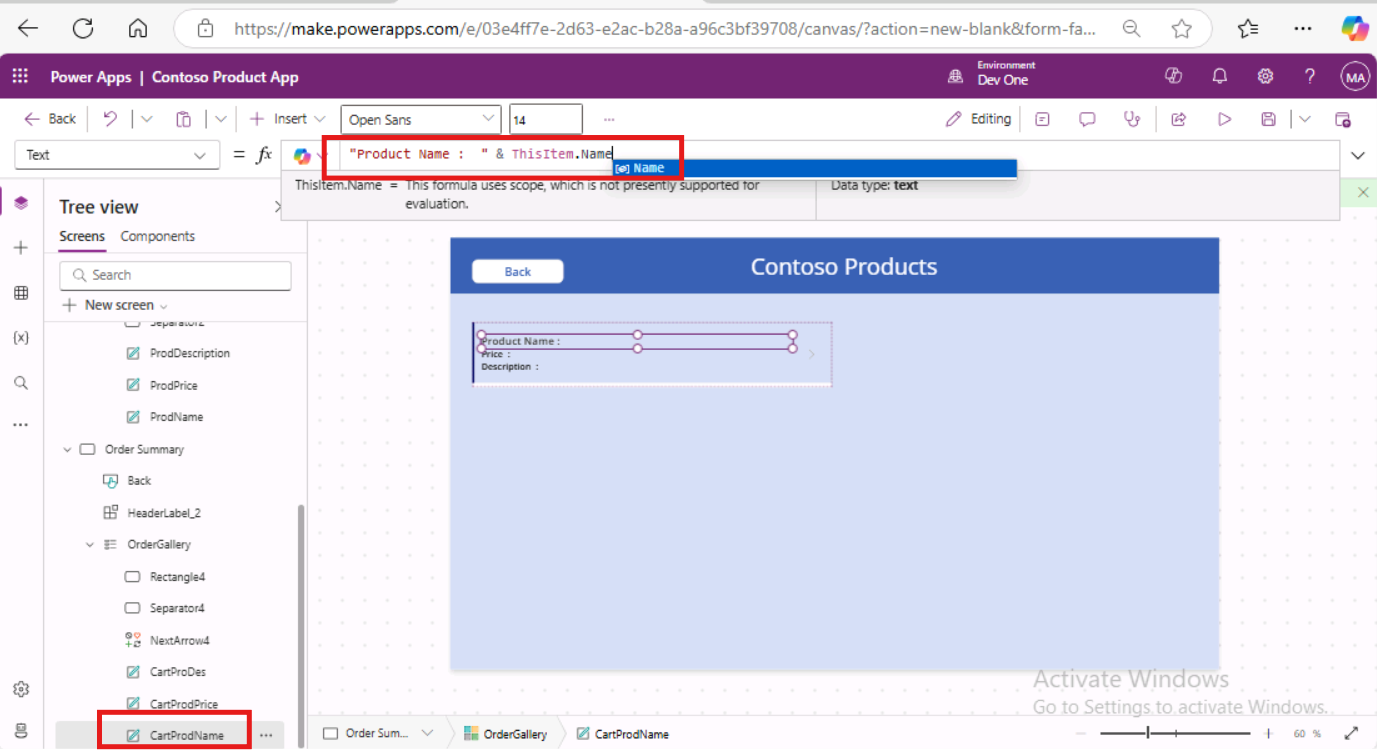 https://make.powerapps.com/e/03e4ff7e-2d63-e2ac-b28a-a96c3bf39708/canvas/?action=new-blank&form-fa...
Power Apps | Contoso Product App
Environment
Dev One
MA
Back
Insert
Open Sans
14
...
Editing
Text
= fx
"Product Name :  " & ThisItem.Name
Name
ThisItem.Name = This formula uses scope, which is not presently supported for evaluation.
Data type: text
Tree view
Screens
Components
Search
New screen
Separator2
ProdDescription
ProdPrice
ProdName
Order Summary
Back
HeaderLabel_2
OrderGallery
Rectangle4
Separator4
NextArrow4
CartProDes
CartProdPrice
CartProdName
...
Back
Contoso Products
Product Name :
Price :
Description :
Activate Windows
Go to Settings to activate Windows.
Order Sum...
OrderGallery
CartProdName
60 %